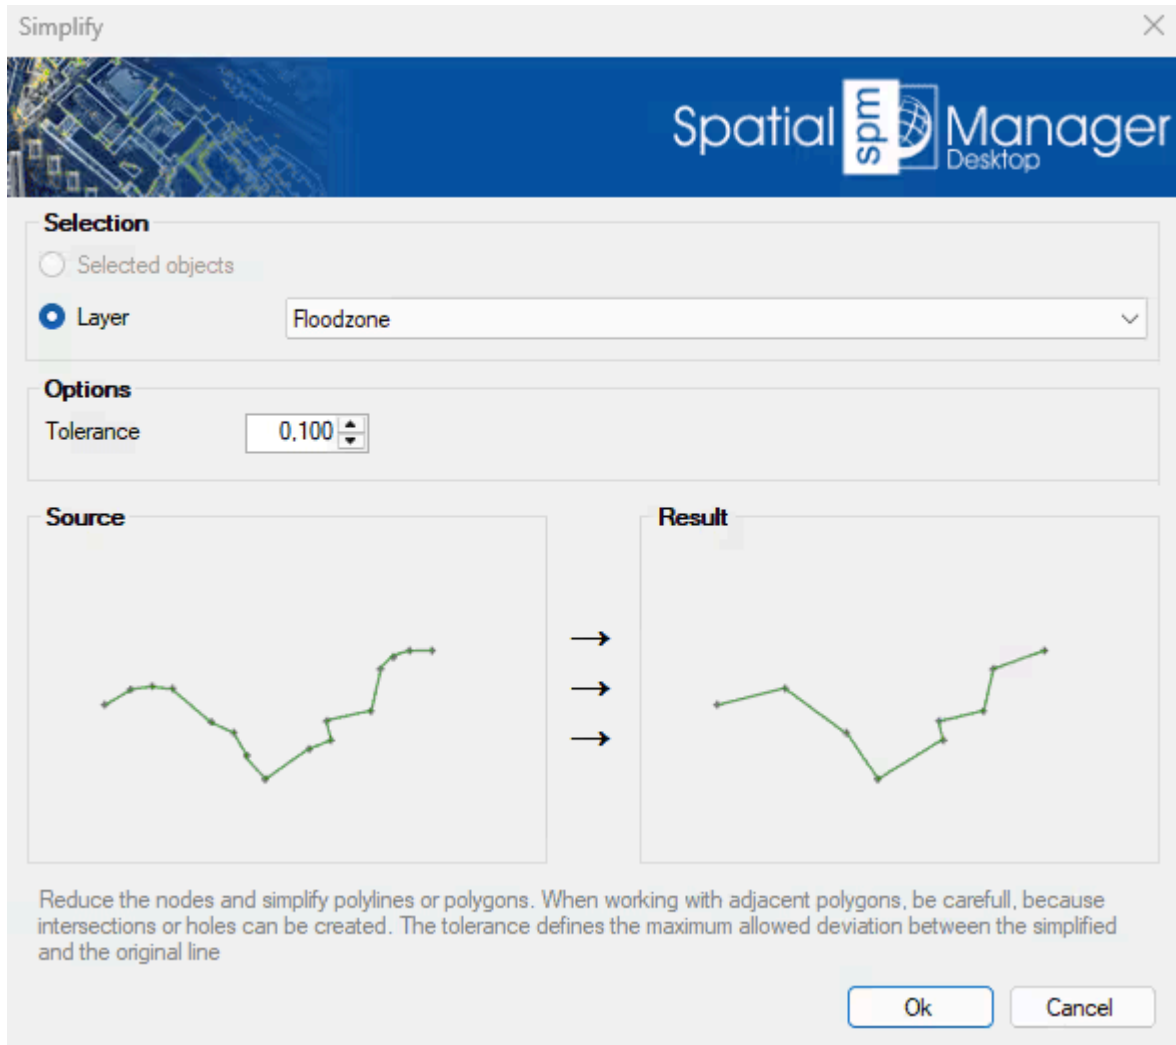 Simplify
Spatial spm Manager
Desktop
Selection
Selected objects
Layer Floodzone
Options
Tolerance 0,100
Source Result
Reduce the nodes and simplify polylines or polygons. When working with adjacent polygons, be carefull, because
intersections or holes can be created. The tolerance defines the maximum allowed deviation between the simplified
and the original line
Ok Cancel